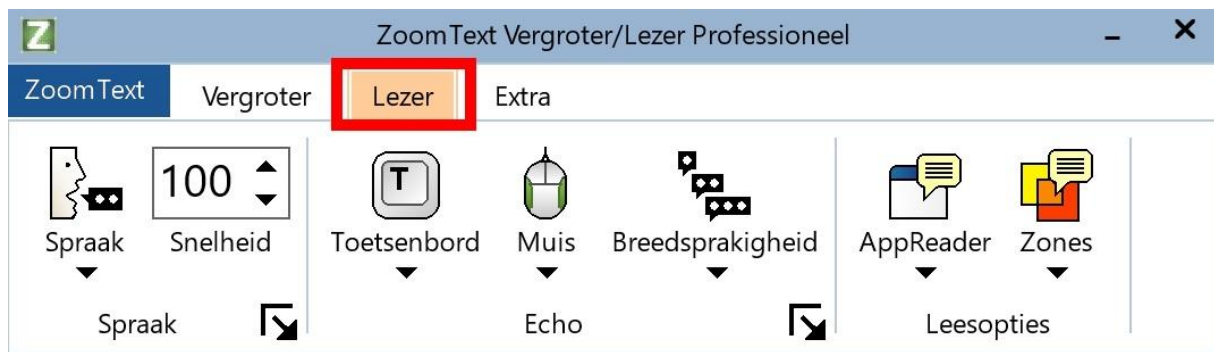 ZoomText Vergroter/Lezer Professioneel
ZoomText Vergroter Lezer Extra
100
T
Spraak Snelheid Toetsenbord Muis Breedsprakigheid AppReader Zones
Spraak Echo Leesopties